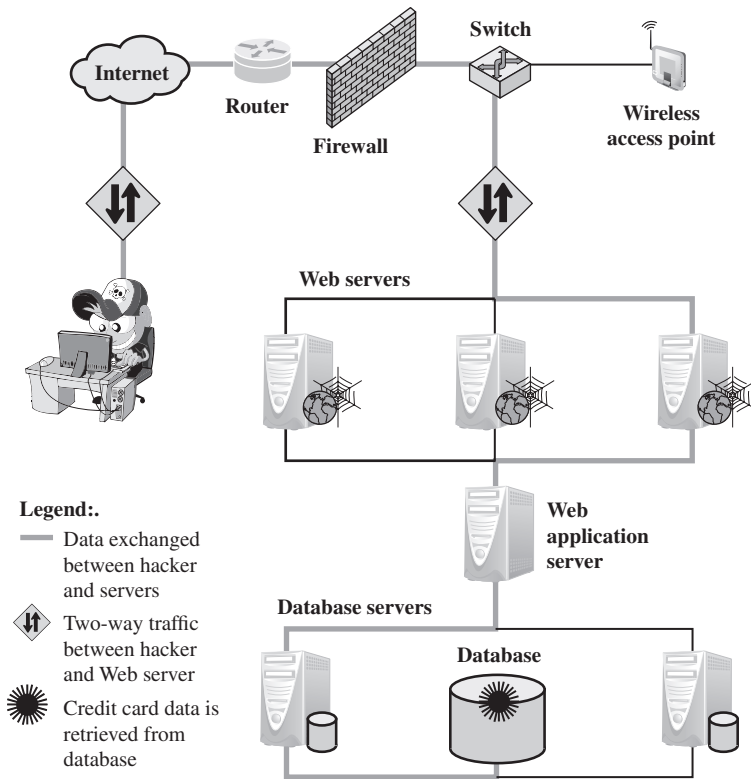 Switch
Internet
Router
Firewall
Wireless
access point
Web servers
Legend:.
Data exchanged
between hacker
and servers
Two-way traffic
between hacker
and Web server
Credit card data is
retrieved from
database
Web
application
server
Database servers
Database